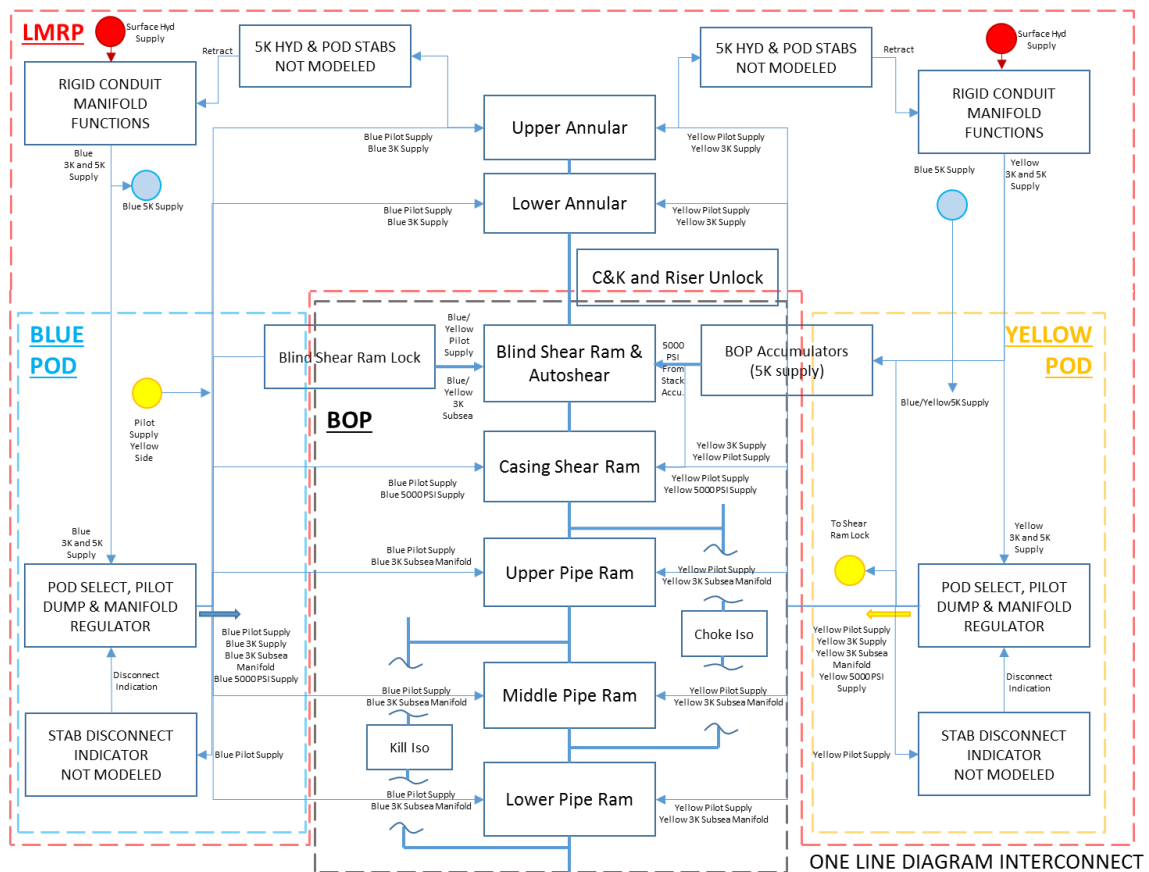 LMRP
Surface Hyd
Supply
Retract
5K HYD & POD STABS
NOT MODELED
5K HYD & POD STABS
NOT MODELED
Retract
Surface Hyd
Supply
RIGID CONDUIT
MANIFOLD
FUNCTIONS
RIGID CONDUIT
MANIFOLD
FUNCTIONS
Upper Annular
Blue Pilot Supply
Blue 3K Supply
Yellow Pilot Supply
Yellow 3K Supply
Blue
3K and 5K
Supply
Blue 5K Supply
Blue 5K Supply
Yellow
3K and 5K
Supply
Lower Annular
Blue Pilot Supply
Blue 3K Supply
Yellow Pilot Supply
Yellow 3K Supply
C&K and Riser Unlock
BLUE
POD
YELLOW
POD
Blind Shear Ram Lock
Blue/
Yellow
Pilot
Supply
Blue/
Yellow
3K
Subsea
Blind Shear Ram &
Autoshear
5000
PSI
From
Stack
Accu.
BOP Accumulators
(5K supply)
Blue/Yellow5K Supply
BOP
Pilot
Supply
Yellow
Side
Casing Shear Ram
Blue Pilot Supply
Blue 5000 PSI Supply
Yellow 3K Supply
Yellow Pilot Supply
Yellow Pilot Supply
Yellow 5000 PSI Supply
Blue
3K and 5K
Supply
To Shear
Ram Lock
Yellow
3K and 5K
Supply
Blue Pilot Supply
Blue 3K Subsea Manifold
Upper Pipe Ram
Yellow Pilot Supply
Yellow 3K Subsea Manifold
POD SELECT, PILOT
DUMP & MANIFOLD
REGULATOR
POD SELECT, PILOT
DUMP & MANIFOLD
REGULATOR
Blue Pilot Supply
Blue 3K Supply
Blue 3K Subsea
Manifold
Blue 5000 PSI Supply
Choke Iso
Yellow Pilot Supply
Yellow 3K Supply
Yellow 3K Subsea
Manifold
Yellow 5000 PSI
Supply
Disconnect
Indication
Disconnect
Indication
Blue Pilot Supply
Blue 3K Subsea Manifold
Middle Pipe Ram
Yellow Pilot Supply
Yellow 3K Subsea Manifold
STAB DISCONNECT
INDICATOR
NOT MODELED
Blue Pilot Supply
Kill Iso
Yellow Pilot Supply
STAB DISCONNECT
INDICATOR
NOT MODELED
Blue Pilot Supply
Blue 3K Subsea Manifold
Lower Pipe Ram
Yellow Pilot Supply
Yellow 3K Subsea Manifold
ONE LINE DIAGRAM INTERCONNECT